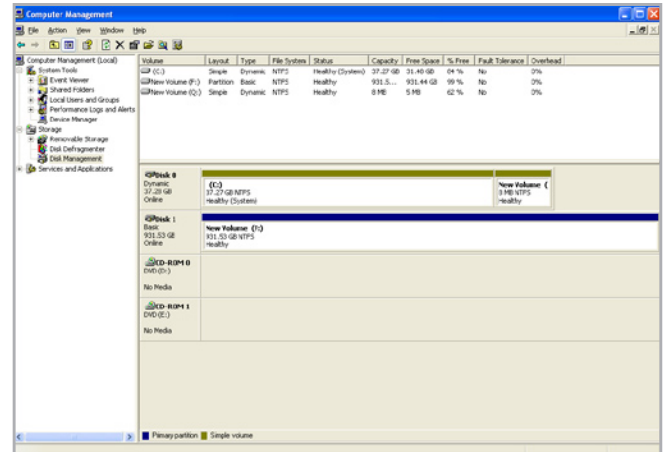 Computer Management
File Action View Window Help
Computer Management (Local)
System Tools
Event Viewer
Shared Folders
Local Users and Groups
Performance Logs and Alerts
Device Manager
Storage
Removable Storage
Disk Defragmenter
Disk Management
Services and Applications
Volume Layout Type File System Status Capacity Free Space % Free Fault Tolerance Overhead
(C:) Simple Dynamic NTFS Healthy (System) 37.27 GB 31.40 GB 84 % No 0%
New Volume (F:) Partition Basic NTFS Healthy 931.5... 931.44 GB 99 % No 0%
New Volume (Q:) Simple Dynamic NTFS Healthy 8 MB 5 MB 62 % No 0%
Disk 0
Dynamic
37.28 GB
Online
(C:)
37.27 GB NTFS
Healthy (System)
New Volume (
8 MB NTFS
Healthy
Disk 1
Basic
931.53 GB
Online
New Volume (F:)
931.53 GB NTFS
Healthy
CD-ROM 0
DVD (D:)
No Media
CD-ROM 1
DVD (E:)
No Media
Primary partition Simple volume